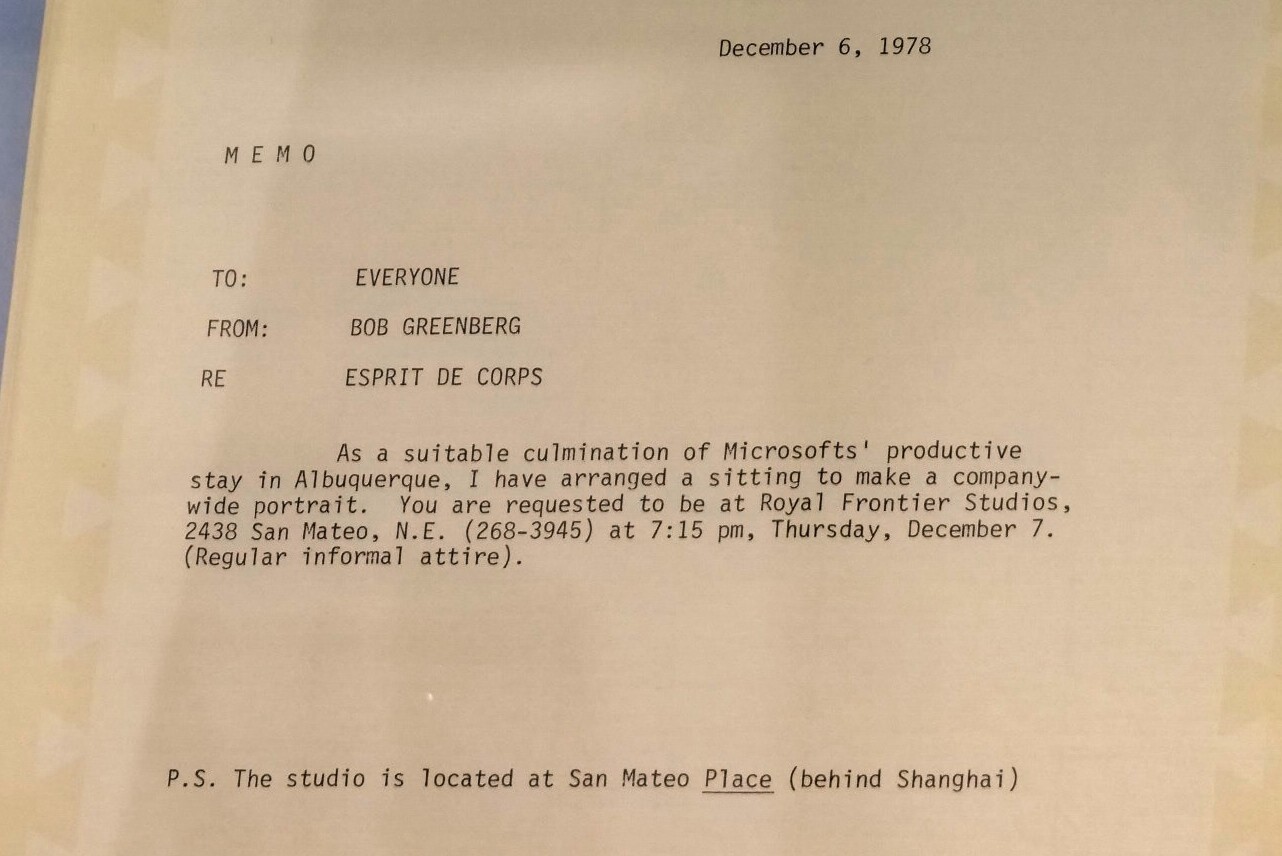 December 6, 1978
M E M O
TO: EVERYONE
FROM: BOB GREENBERG
RE ESPRIT DE CORPS
As a suitable culmination of Microsofts' productive
stay in Albuquerque, I have arranged a sitting to make a company-
wide portrait. You are requested to be at Royal Frontier Studios,
2438 San Mateo, N.E. (268-3945) at 7:15 pm, Thursday, December 7.
(Regular informal attire).
P.S. The studio is located at San Mateo Place (behind Shanghai)